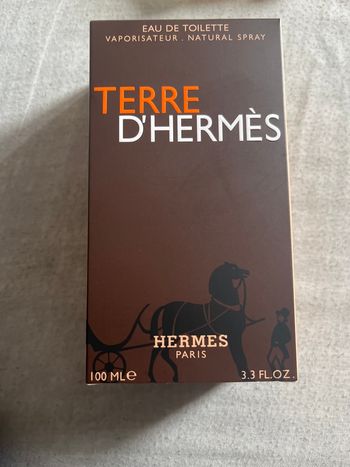 EAU DE TOILETTE
VAPORISATEUR . NATURAL SPRAY
TERRE
D'HERMÈS
HERMES
PARIS
100 ML℮ 3.3 FL.OZ.